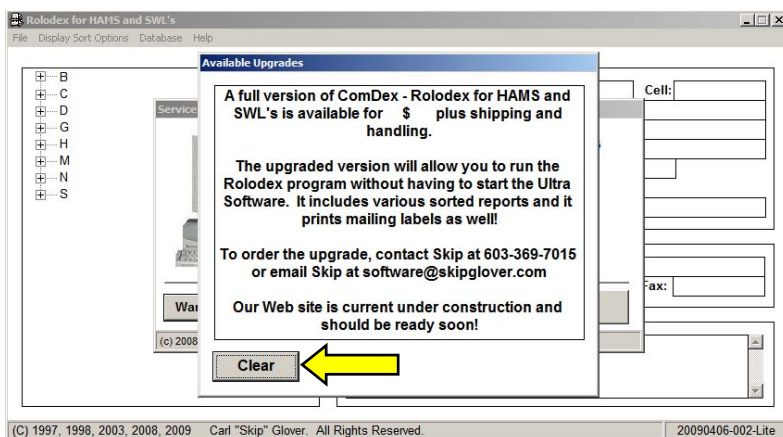 Rolodex for HAMS and SWL's
File Display Sort Options Database Help
Available Upgrades
B
C
D
G
H
M
N
S
Service
Cell:
A full version of ComDex - Rolodex for HAMS and
SWL's is available for $ plus shipping and
handling.
The upgraded version will allow you to run the
Rolodex program without having to start the Ultra
Software. It includes various sorted reports and it
prints mailing labels as well!
To order the upgrade, contact Skip at 603-369-7015
or email Skip at software@skipglover.com
Our Web site is current under construction and
should be ready soon!
Fax:
(c) 2008
Clear
(C) 1997, 1998, 2003, 2008, 2009 Carl "Skip" Glover. All Rights Reserved.
20090406-002-Lite